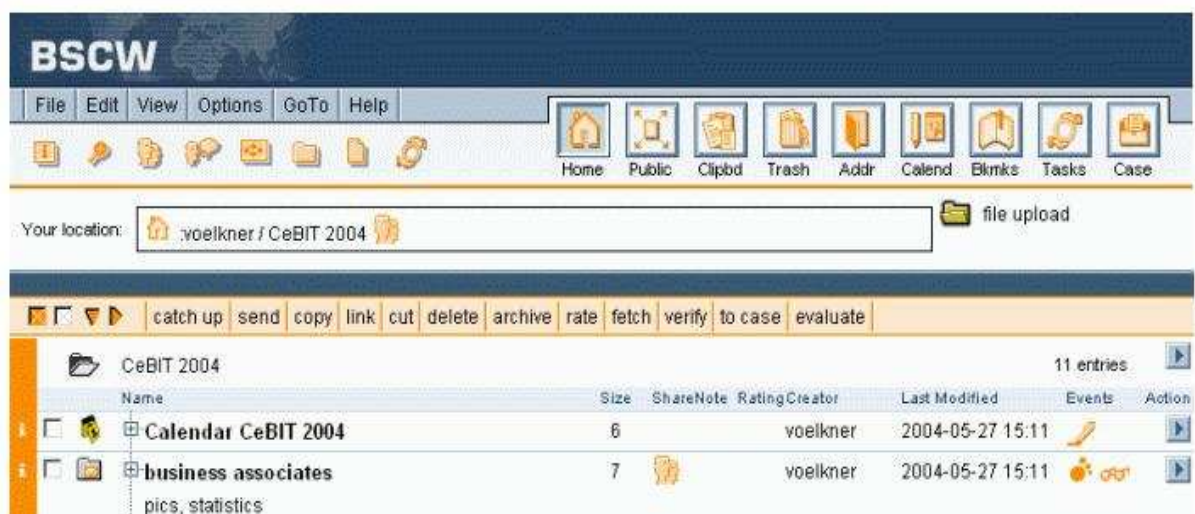 BSCW
File Edit View Options GoTo Help
Home Public Clipbd Trash Addr Calend Bkmks Tasks Case
Your location: :voelkner / CeBIT 2004
file upload
catch up send copy link cut delete archive rate fetch verify to case evaluate
CeBIT 2004 11 entries
Name Size Share Note Rating Creator Last Modified Events Action
Calendar CeBIT 2004 6 voelkner 2004-05-27 15:11
business associates 7 voelkner 2004-05-27 15:11
pics, statistics